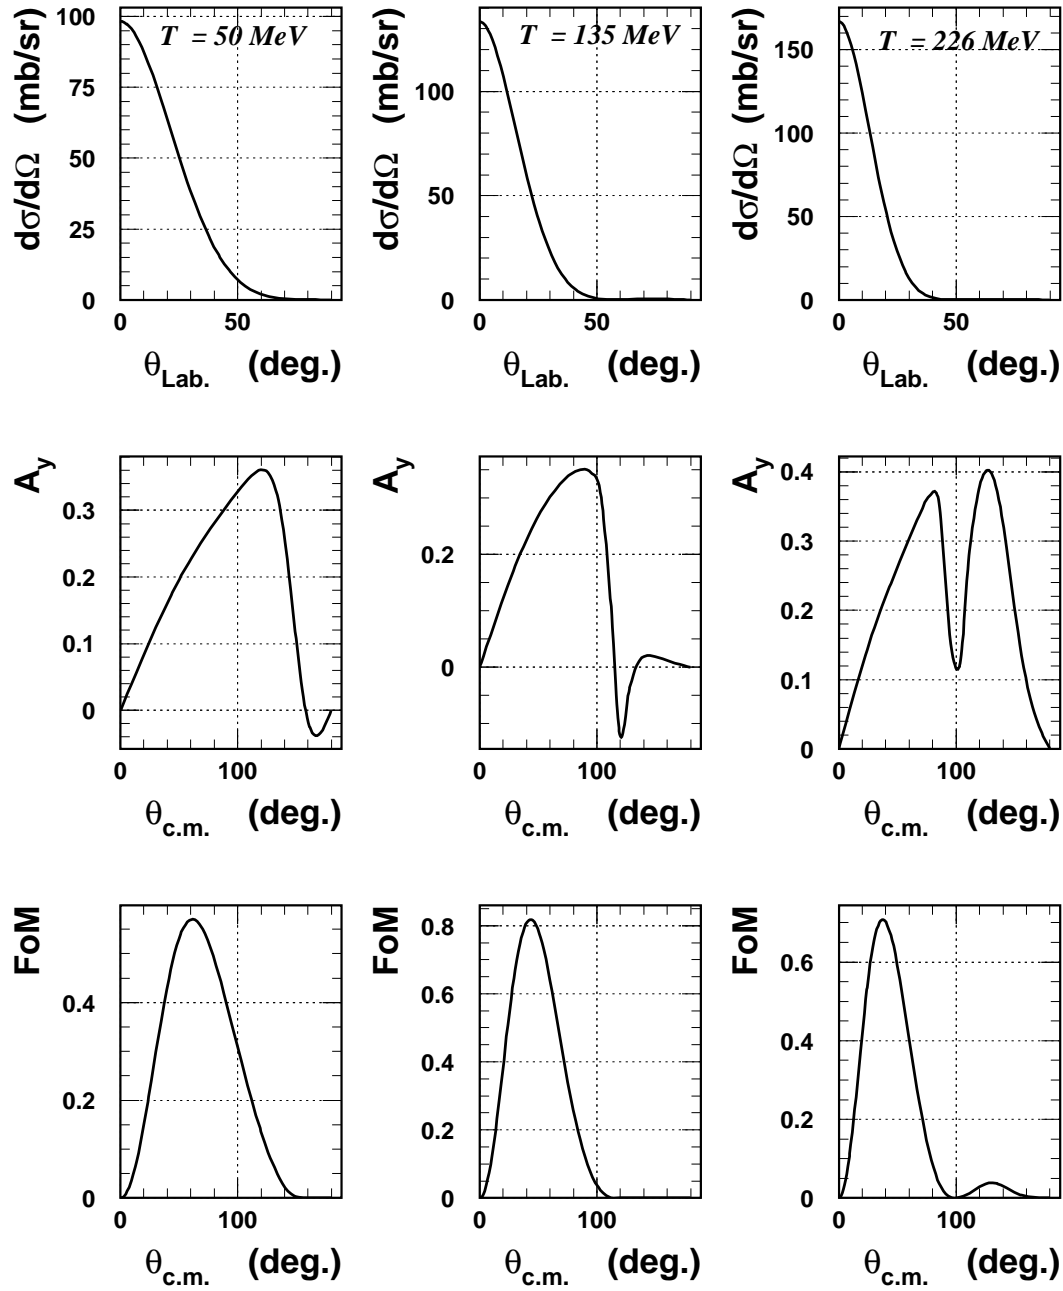 T = 50 MeV
dσ/dΩ (mb/sr)
100
75
50
25
0
0 50
θLab. (deg.)
T = 135 MeV
dσ/dΩ (mb/sr)
100
50
0
0 50
θLab. (deg.)
T = 226 MeV
dσ/dΩ (mb/sr)
150
100
50
0
0 50
θLab. (deg.)
Ay
0.3
0.2
0.1
0
0 100
θc.m. (deg.)
Ay
0.2
0
0 100
θc.m. (deg.)
Ay
0.4
0.3
0.2
0.1
0
0 100
θc.m. (deg.)
FoM
0.4
0.2
0
0 100
θc.m. (deg.)
FoM
0.8
0.6
0.4
0.2
0
0 100
θc.m. (deg.)
FoM
0.6
0.4
0.2
0
0 100
θc.m. (deg.)